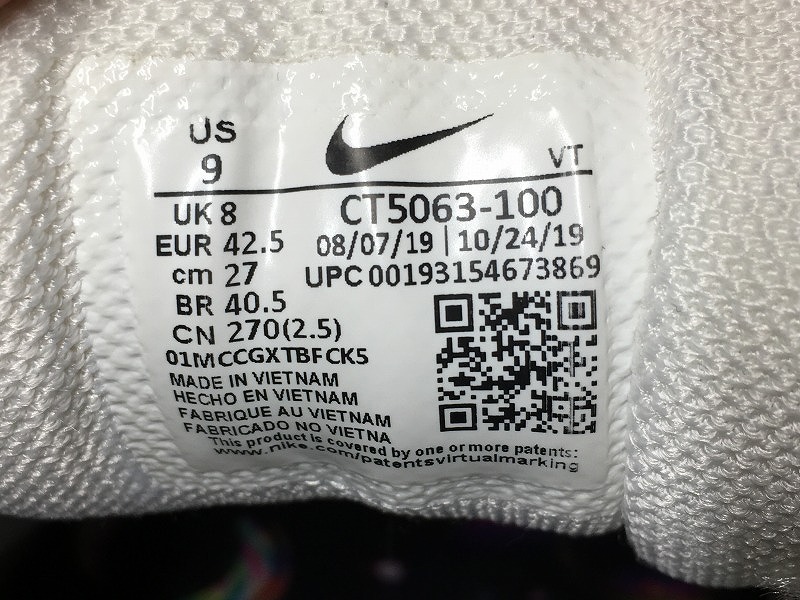 US
9
VT
UK 8
CT5063-100
EUR 42.5
08/07/19 | 10/24/19
cm 27
UPC 00193154673869
BR 40.5
CN 270(2.5)
01MCCGXTBFCK5
MADE IN VIETNAM
HECHO EN VIETNAM
FABRIQUE AU VIETNAM
FABRICADO NO VIETNA
This product is covered by one or more patents:
www.nike.com/patentsvirtualmarking